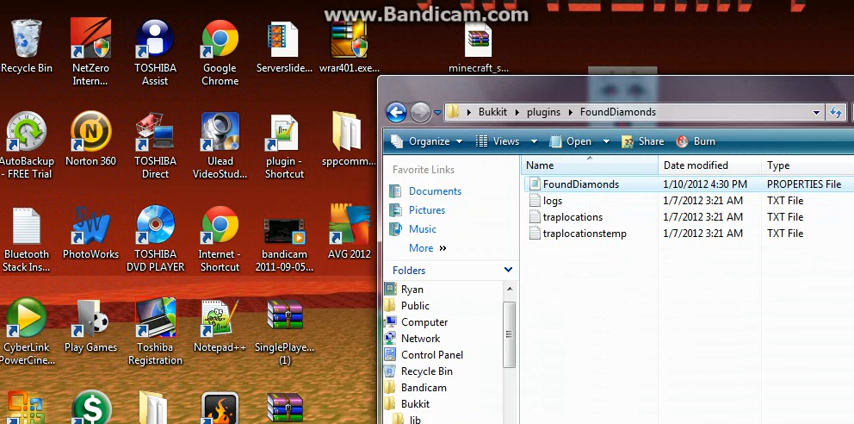 www.Bandicam.com
Recycle Bin
NetZero
Intern...
TOSHIBA
Assist
Google
Chrome
Serverslide...
wrar401.exe...
minecraft_s...
AutoBackup
- FREE Trial
Norton 360
TOSHIBA
Direct
Ulead
VideoStud...
plugin -
Shortcut
sppcomm...
Bluetooth
Stack Ins...
PhotoWorks
TOSHIBA
DVD PLAYER
Internet -
Shortcut
bandicam
2011-09-05...
AVG 2012
CyberLink
PowerCine...
Play Games
Toshiba
Registration
Notepad++
SinglePlaye...
(1)
Bukkit ▸ plugins ▸ FoundDiamonds
Organize Views Open Share Burn
Favorite Links
Documents
Pictures
Music
More »
Folders
Ryan
Public
Computer
Network
Control Panel
Recycle Bin
Bandicam
Bukkit
lib
Name Date modified Type
FoundDiamonds 1/10/2012 4:30 PM PROPERTIES File
logs 1/7/2012 3:21 AM TXT File
traplocations 1/7/2012 3:21 AM TXT File
traplocationstemp 1/7/2012 3:21 AM TXT File